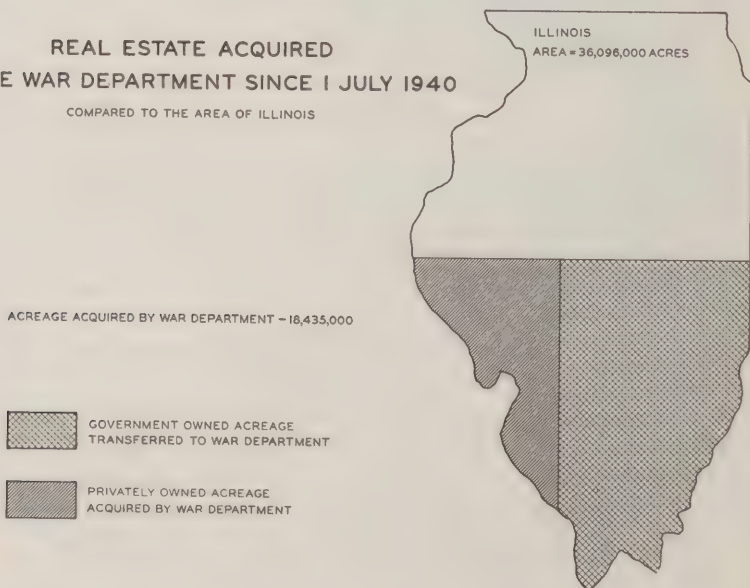 REAL ESTATE ACQUIRED
E WAR DEPARTMENT SINCE 1 JULY 1940
COMPARED TO THE AREA OF ILLINOIS
ILLINOIS
AREA = 36,096,000 ACRES
ACREAGE ACQUIRED BY WAR DEPARTMENT - 18,435,000
GOVERNMENT OWNED ACREAGE
TRANSFERRED TO WAR DEPARTMENT
PRIVATELY OWNED ACREAGE
ACQUIRED BY WAR DEPARTMENT